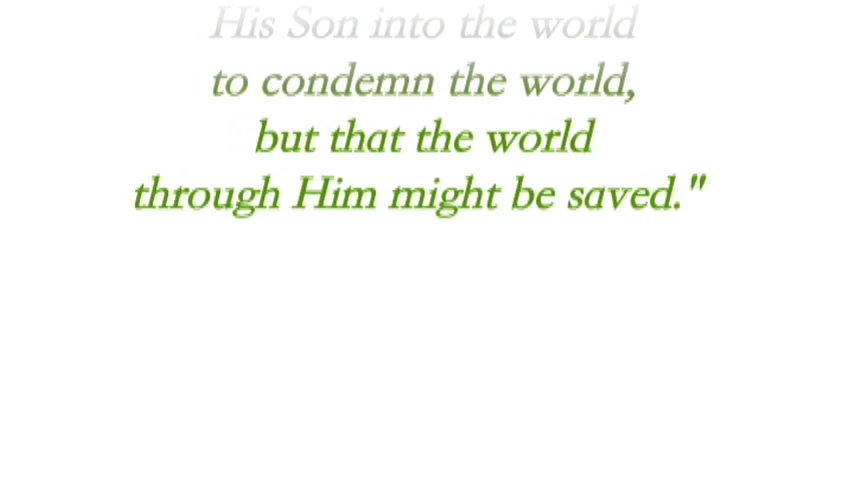 His Son into the world
to condemn the world,
but that the world
through Him might be saved."